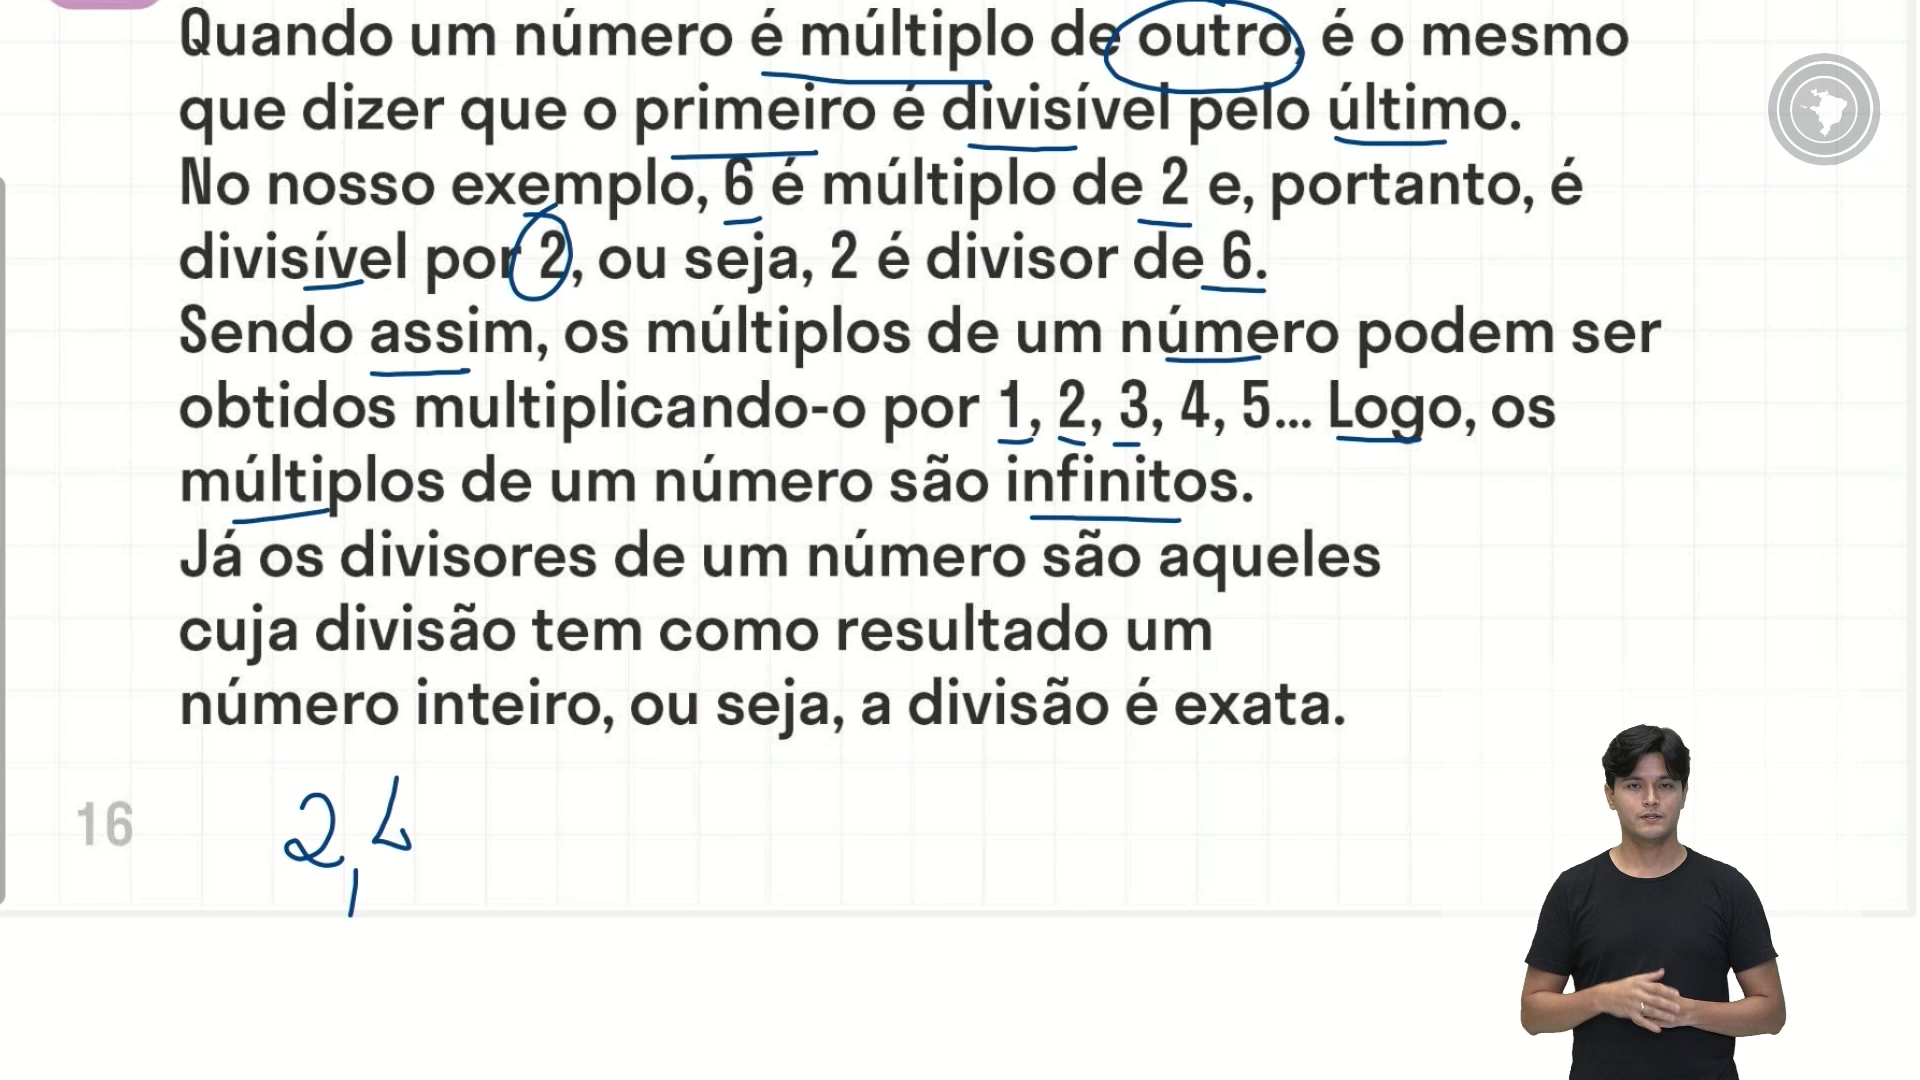 Quando um número é múltiplo de outro, é o mesmo
que dizer que o primeiro é divisível pelo último.
No nosso exemplo, 6 é múltiplo de 2 e, portanto, é
divisível por 2, ou seja, 2 é divisor de 6.
Sendo assim, os múltiplos de um número podem ser
obtidos multiplicando-o por 1, 2, 3, 4, 5... Logo, os
múltiplos de um número são infinitos.
Já os divisores de um número são aqueles
cuja divisão tem como resultado um
número inteiro, ou seja, a divisão é exata.
16
2,